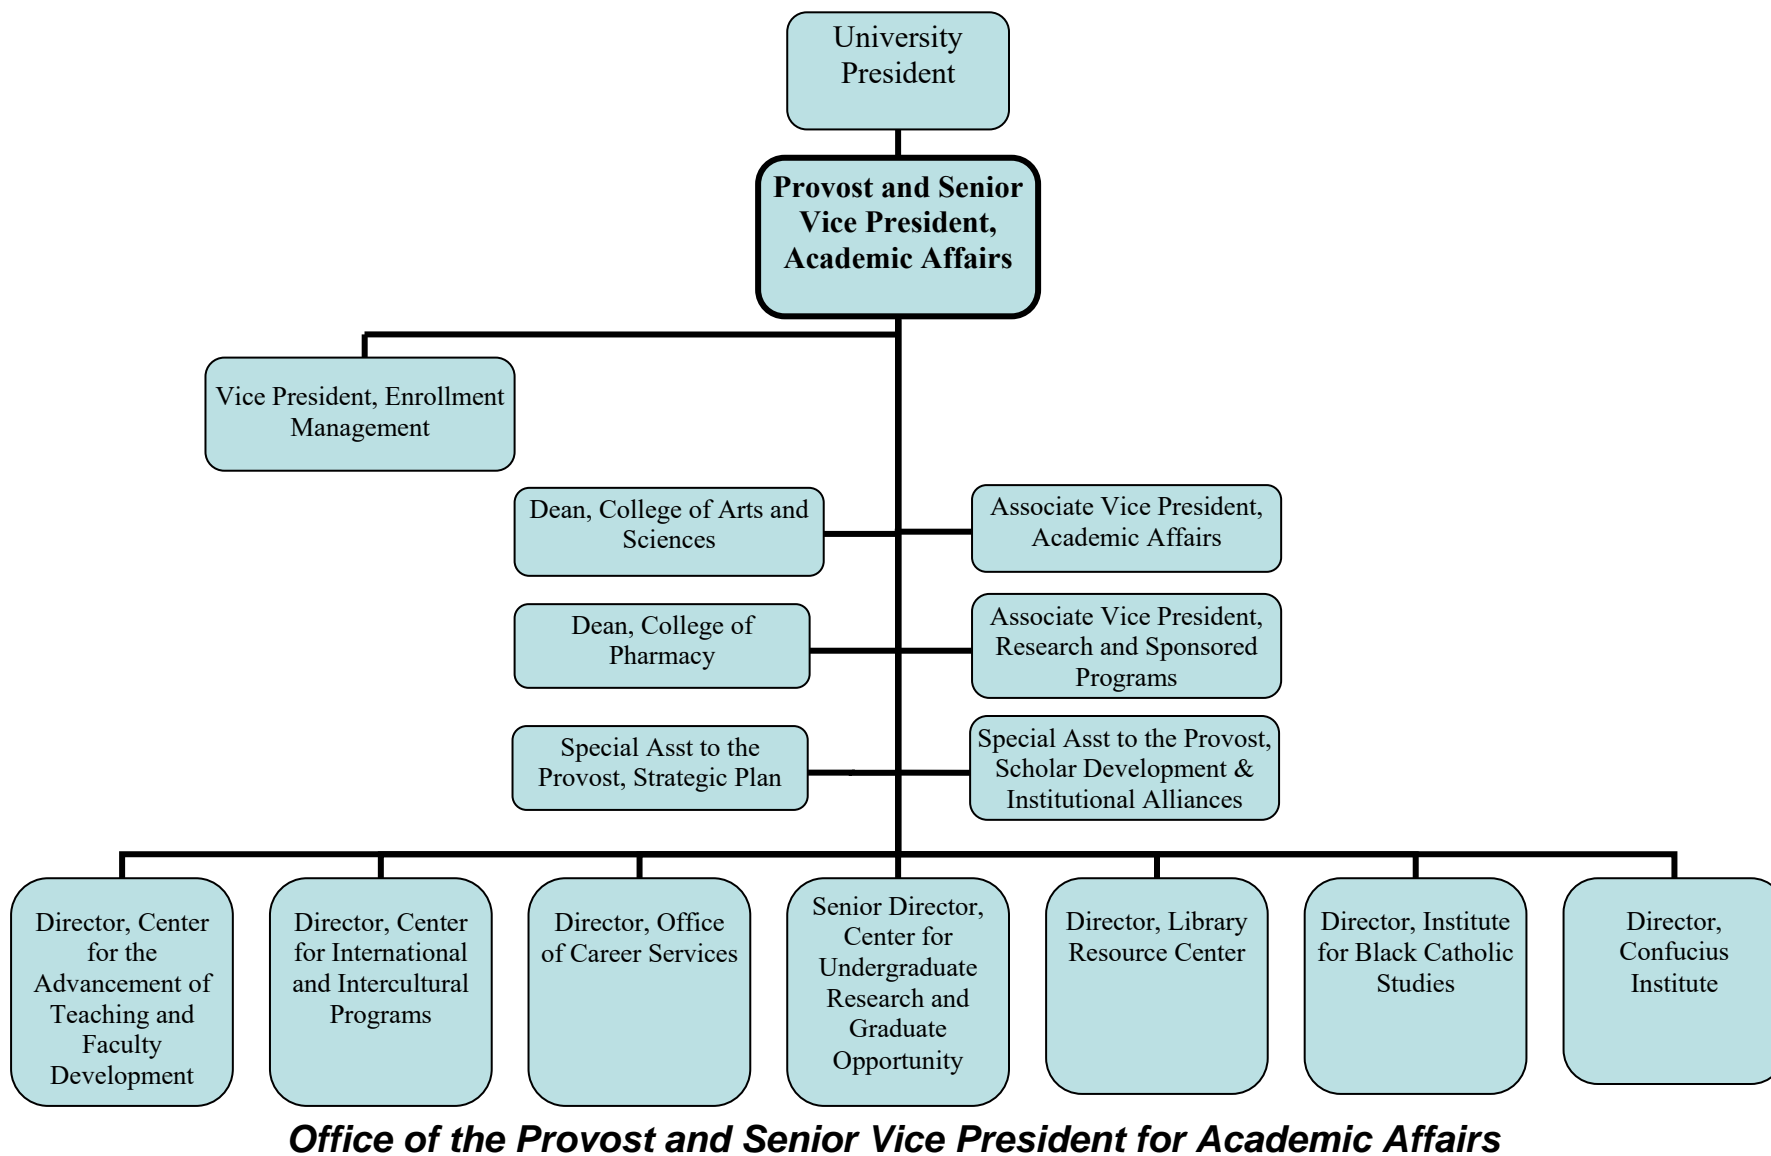 University
President
Provost and Senior
Vice President,
Academic Affairs
Vice President, Enrollment
Management
Dean, College of Arts and
Sciences
Associate Vice President,
Academic Affairs
Dean, College of
Pharmacy
Associate Vice President,
Research and Sponsored
Programs
Special Asst to the
Provost, Strategic Plan
Special Asst to the Provost,
Scholar Development &
Institutional Alliances
Director, Center
for the
Advancement of
Teaching and
Faculty
Development
Director, Center
for International
and Intercultural
Programs
Director, Office
of Career Services
Senior Director,
Center for
Undergraduate
Research and
Graduate
Opportunity
Director, Library
Resource Center
Director, Institute
for Black Catholic
Studies
Director,
Confucius
Institute
Office of the Provost and Senior Vice President for Academic Affairs